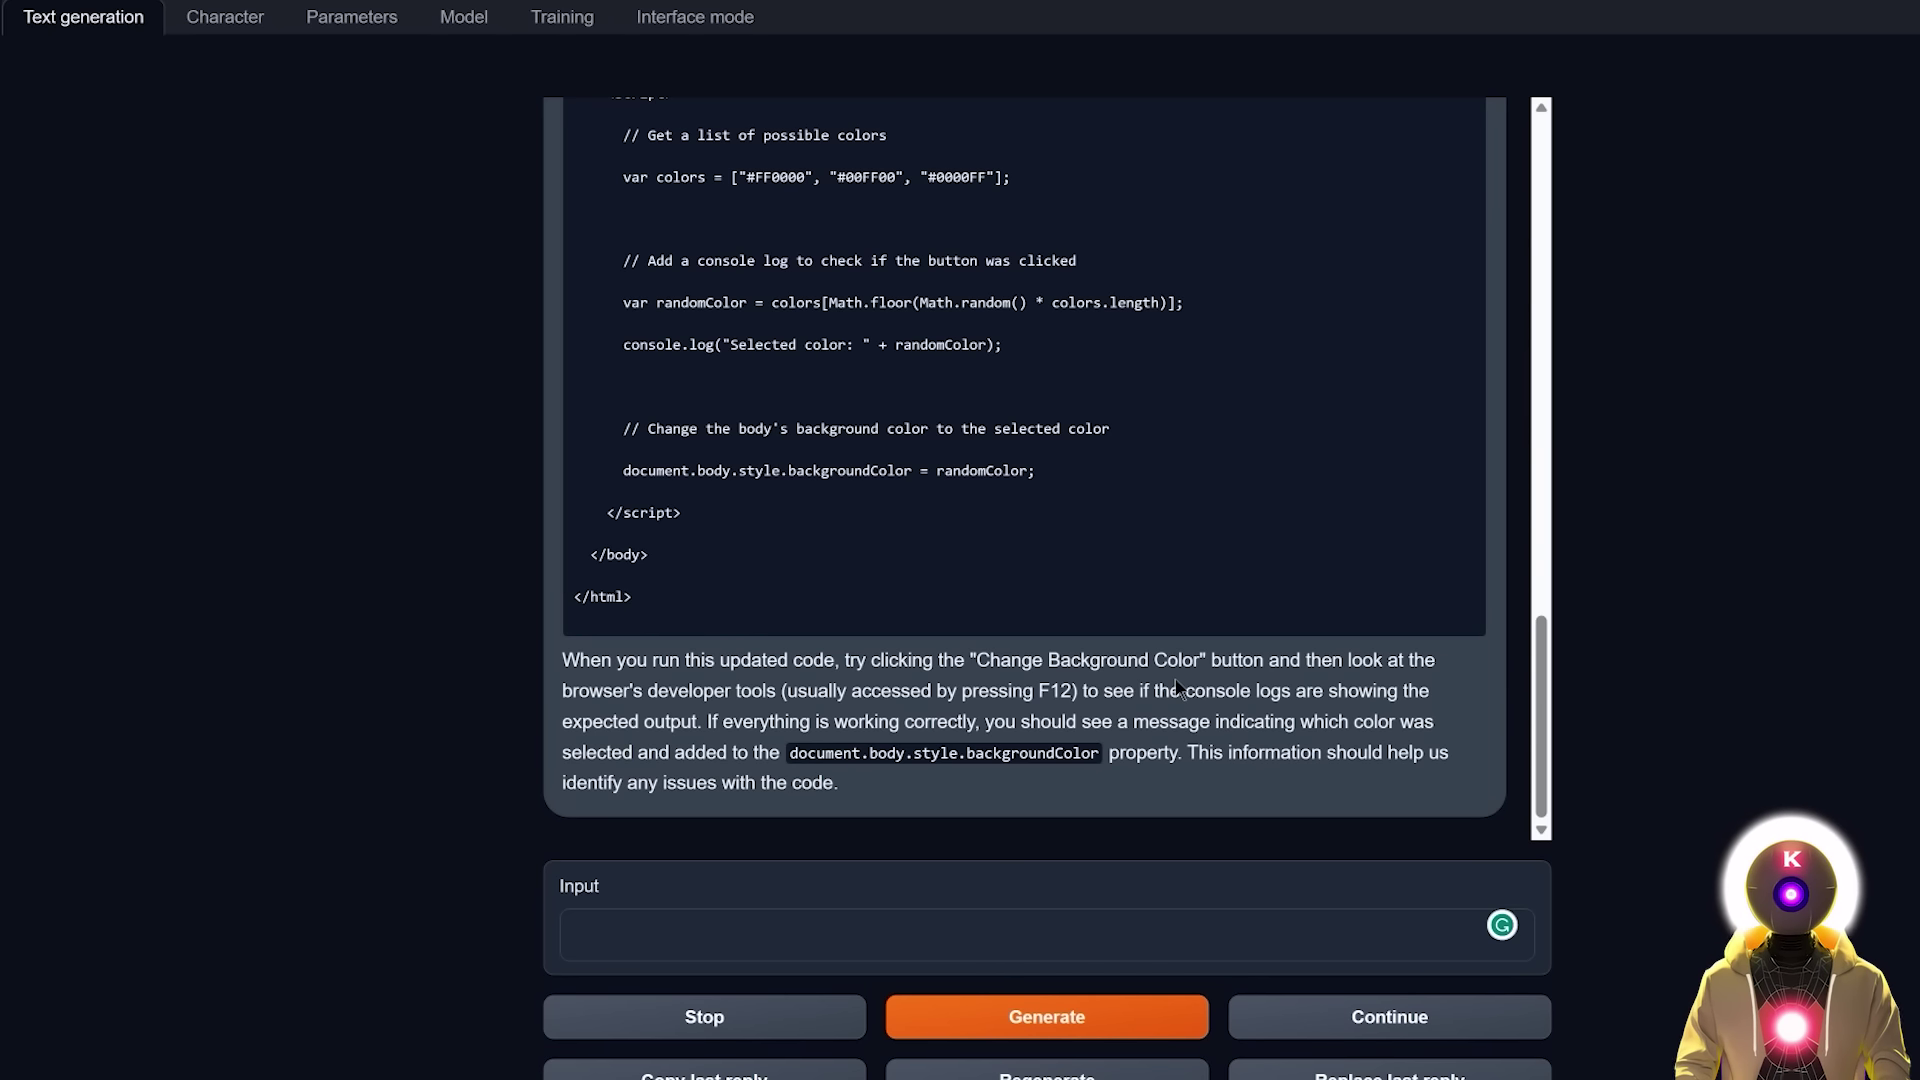 Text generation Character Parameters Model Training Interface mode
// Get a list of possible colors
var colors = ["#FF0000", "#00FF00", "#0000FF"];
// Add a console log to check if the button was clicked
var randomColor = colors[Math.floor(Math.random() * colors.length)];
console.log("Selected color: " + randomColor);
// Change the body's background color to the selected color
document.body.style.backgroundColor = randomColor;
</script>
</body>
</html>
When you run this updated code, try clicking the "Change Background Color" button and then look at the
browser's developer tools (usually accessed by pressing F12) to see if the console logs are showing the
expected output. If everything is working correctly, you should see a message indicating which color was
selected and added to the document.body.style.backgroundColor property. This information should help us
identify any issues with the code.
Input
Stop Generate Continue
Copy last reply Regenerate Replace last reply
K